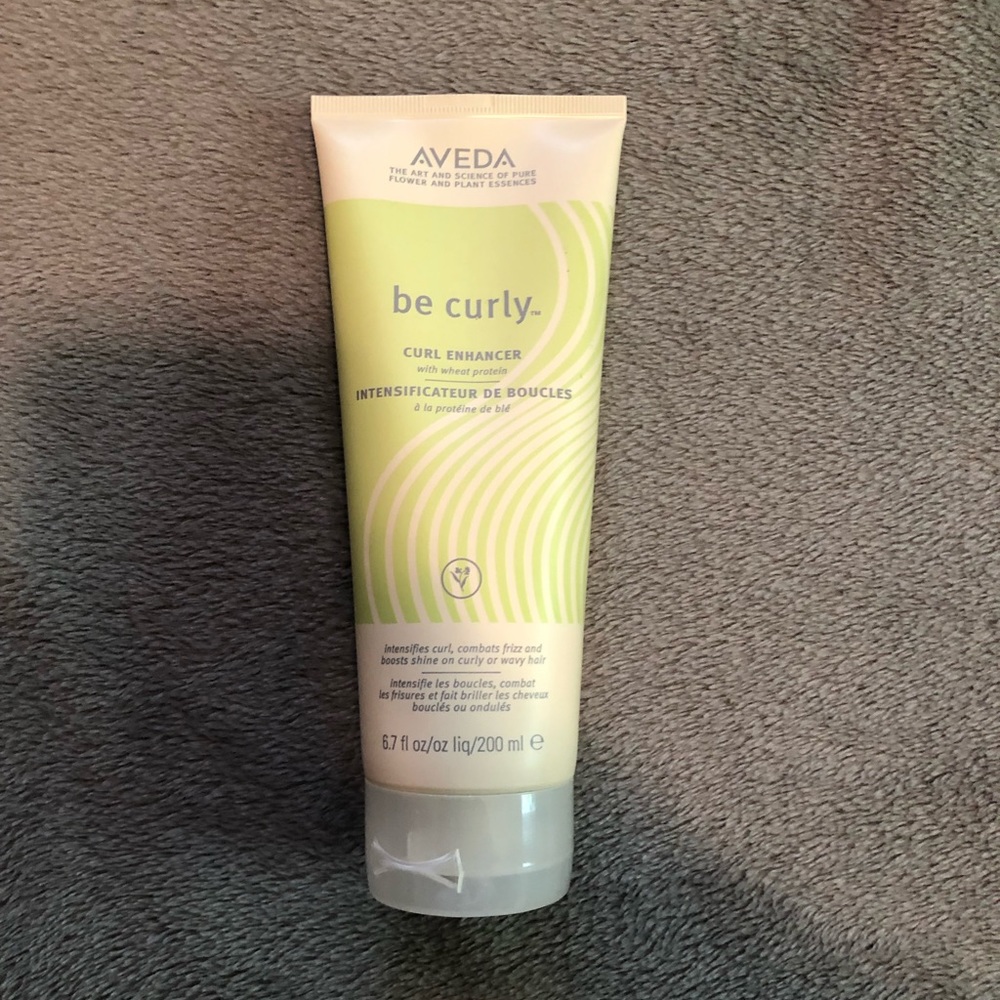 AVEDA
THE ART AND SCIENCE OF PURE
FLOWER AND PLANT ESSENCES
be curly™
CURL ENHANCER
with wheat protein
INTENSIFICATEUR DE BOUCLES
à la protéine de blé
intensifies curl, combats frizz and
boosts shine on curly or wavy hair
intensifie les boucles, combat
les frisures et fait briller les cheveux
bouclés ou ondulés
6.7 fl oz/oz liq/200 ml ℮